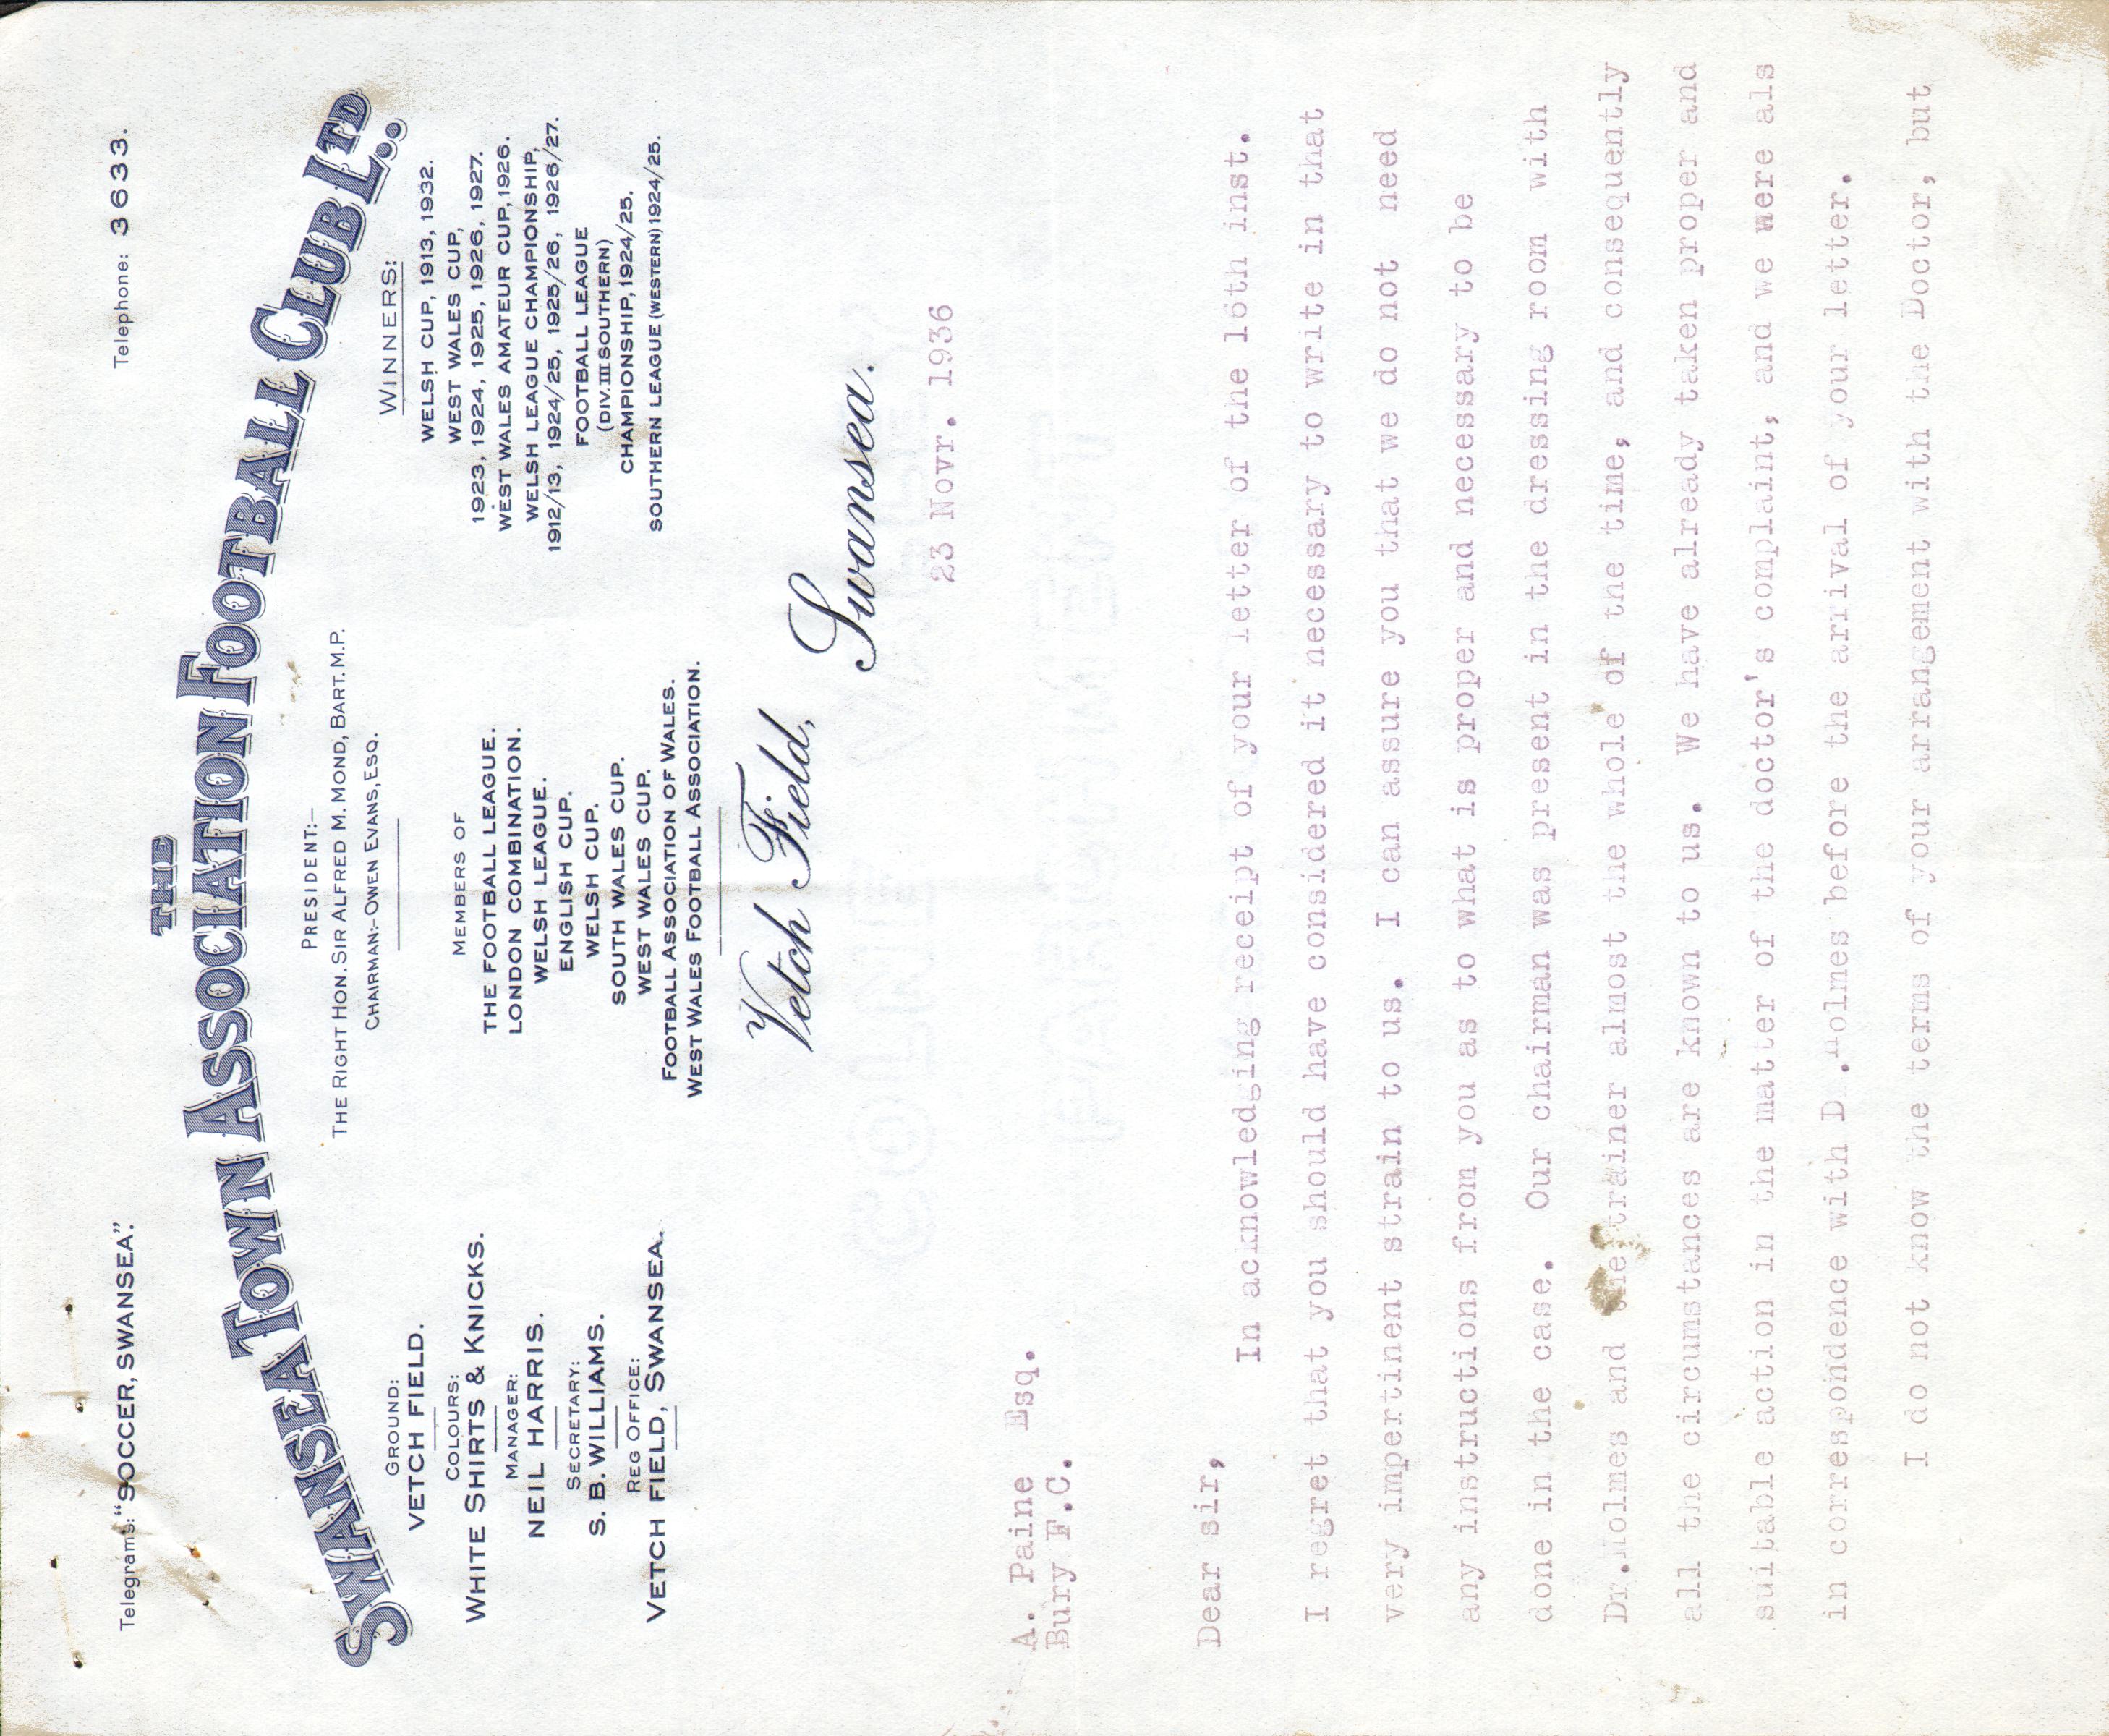 Telegrams: "SOCCER, SWANSEA".
Telephone: 3633.
THE
SWANSEA TOWN ASSOCIATION FOOTBALL CLUB LTD.
PRESIDENT:—
THE RIGHT HON. SIR ALFRED M. MOND, BART. M.P.
CHAIRMAN:- OWEN EVANS, ESQ.
GROUND:
VETCH FIELD.
COLOURS:
WHITE SHIRTS & KNICKS.
MANAGER:
NEIL HARRIS.
SECRETARY:
S. B. WILLIAMS.
REG OFFICE:
VETCH FIELD, SWANSEA.
MEMBERS OF
THE FOOTBALL LEAGUE.
LONDON COMBINATION.
WELSH LEAGUE.
ENGLISH CUP.
WELSH CUP.
SOUTH WALES CUP.
WEST WALES CUP.
FOOTBALL ASSOCIATION OF WALES.
WEST WALES FOOTBALL ASSOCIATION.
WINNERS:
WELSH CUP, 1913, 1932.
WEST WALES CUP,
1923, 1924, 1925, 1926, 1927.
WEST WALES AMATEUR CUP, 1926.
WELSH LEAGUE CHAMPIONSHIP,
1912/13, 1924/25, 1925/26, 1926/27.
FOOTBALL LEAGUE
(DIV. III SOUTHERN)
CHAMPIONSHIP, 1924/25.
SOUTHERN LEAGUE (WESTERN) 1924/25.
Vetch Field,
Swansea.
23 Novr. 1936
A. Paine Esq.
Bury F.C.
Dear sir,
In acknowledging receipt of your letter of the 16th inst.
I regret that you should have considered it necessary to write in that
very impertinent strain to us. I can assure you that we do not need
any instructions from you as to what is proper and necessary to be
done in the case. Our chairman was present in the dressing room with
Dr.Holmes and the trainer almost the whole of the time, and consequently
all the circumstances are known to us. We have already taken proper and
suitable action in the matter of the doctor's complaint, and we were als
in correspondence with D .Holmes before the arrival of your letter.
I do not know the terms of your arrangement with the Doctor, but